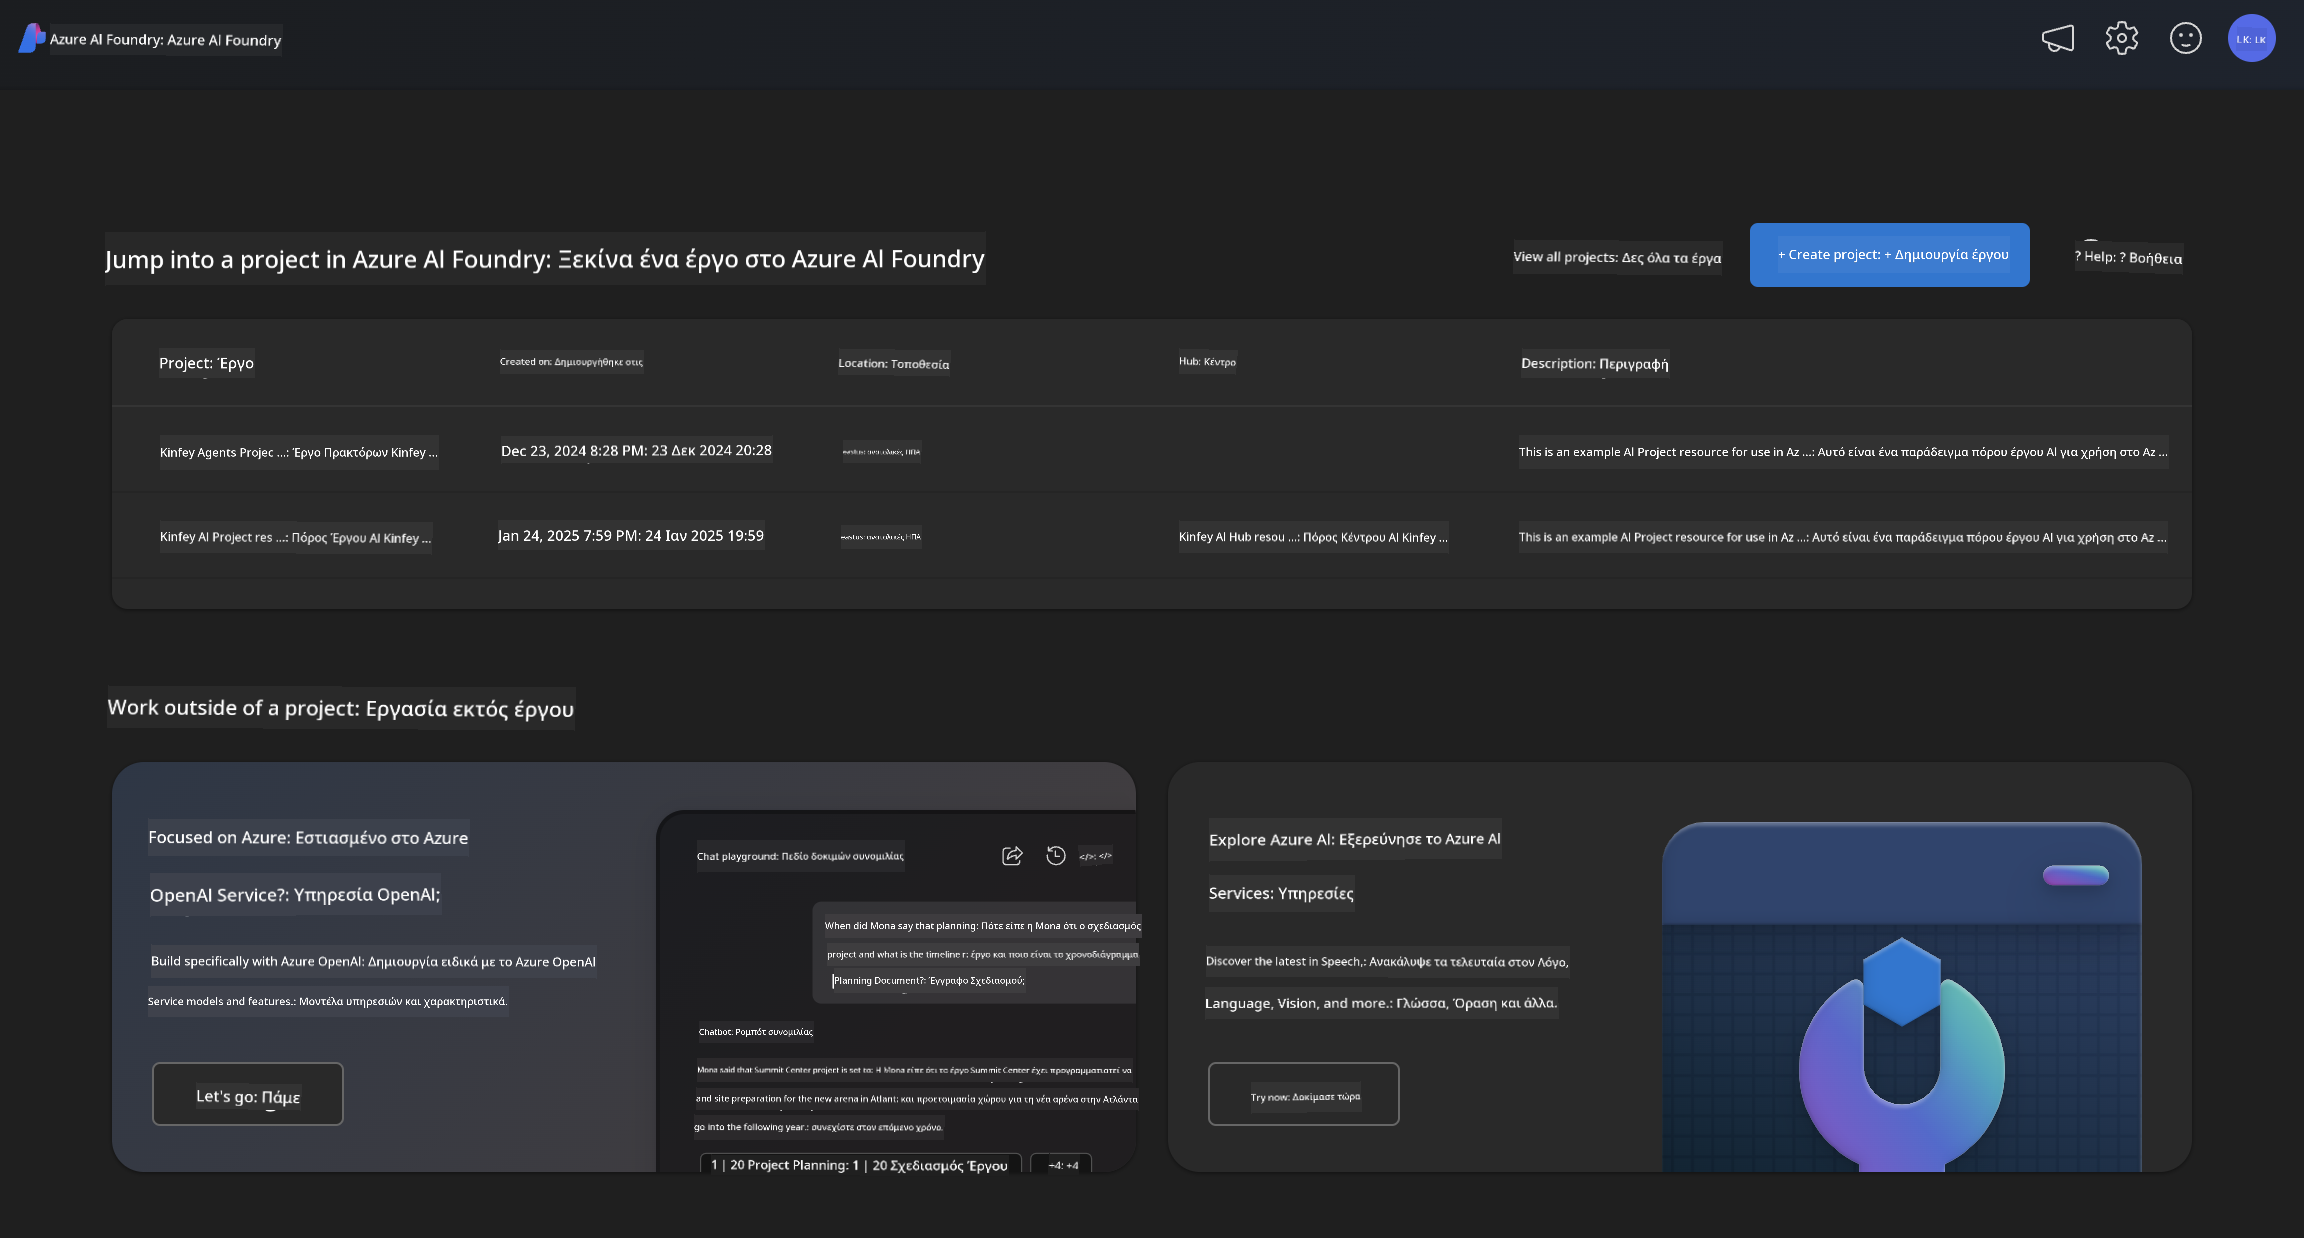 Azure AI Foundry: Azure AI Foundry
LK: LK
Jump into a project in Azure AI Foundry: Ξεκίνα ένα έργο στο Azure AI Foundry
View all projects: Δες όλα τα έργα
+ Create project: + Δημιουργία έργου
? Help: ? Βοήθεια
Project: Έργο
Created on: Δημιουργήθηκε στις
Location: Τοποθεσία
Hub: Κέντρο
Description: Περιγραφή
Kinfey Agents Projec ...: Έργο Πρακτόρων Kinfey ...
Dec 23, 2024 8:28 PM: 23 Δεκ 2024 20:28
eastus: ανατολικές ΗΠΑ
This is an example AI Project resource for use in Az ...: Αυτό είναι ένα παράδειγμα πόρου έργου AI για χρήση στο Az ...
Kinfey AI Project res ...: Πόρος Έργου AI Kinfey ...
Jan 24, 2025 7:59 PM: 24 Ιαν 2025 19:59
eastus: ανατολικές ΗΠΑ
Kinfey AI Hub resou ...: Πόρος Κέντρου AI Kinfey ...
This is an example AI Project resource for use in Az ...: Αυτό είναι ένα παράδειγμα πόρου έργου AI για χρήση στο Az ...
Work outside of a project: Εργασία εκτός έργου
Focused on Azure: Εστιασμένο στο Azure
OpenAI Service?: Υπηρεσία OpenAI;
Build specifically with Azure OpenAI: Δημιουργία ειδικά με το Azure OpenAI
Service models and features.: Μοντέλα υπηρεσιών και χαρακτηριστικά.
Let's go: Πάμε
Chat playground: Πεδίο δοκιμών συνομιλίας
</>: </>
When did Mona say that planning: Πότε είπε η Mona ότι ο σχεδιασμός
project and what is the timeline r: έργο και ποιο είναι το χρονοδιάγραμμα
Planning Document?: Έγγραφο Σχεδιασμού;
Chatbot: Ρομπότ συνομιλίας
Mona said that Summit Center project is set to: Η Mona είπε ότι το έργο Summit Center έχει προγραμματιστεί να
and site preparation for the new arena in Atlant: και προετοιμασία χώρου για τη νέα αρένα στην Ατλάντα
go into the following year.: συνεχίστε στον επόμενο χρόνο.
1 | 20 Project Planning: 1 | 20 Σχεδιασμός Έργου
+4: +4
Explore Azure AI: Εξερεύνησε το Azure AI
Services: Υπηρεσίες
Discover the latest in Speech,: Ανακάλυψε τα τελευταία στον Λόγο,
Language, Vision, and more.: Γλώσσα, Όραση και άλλα.
Try now: Δοκίμασε τώρα